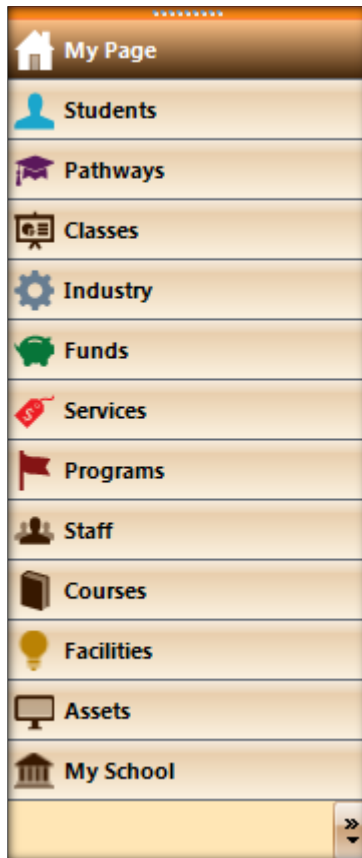 My Page
Students
Pathways
Classes
Industry
Funds
Services
Programs
Staff
Courses
Facilities
Assets
My School